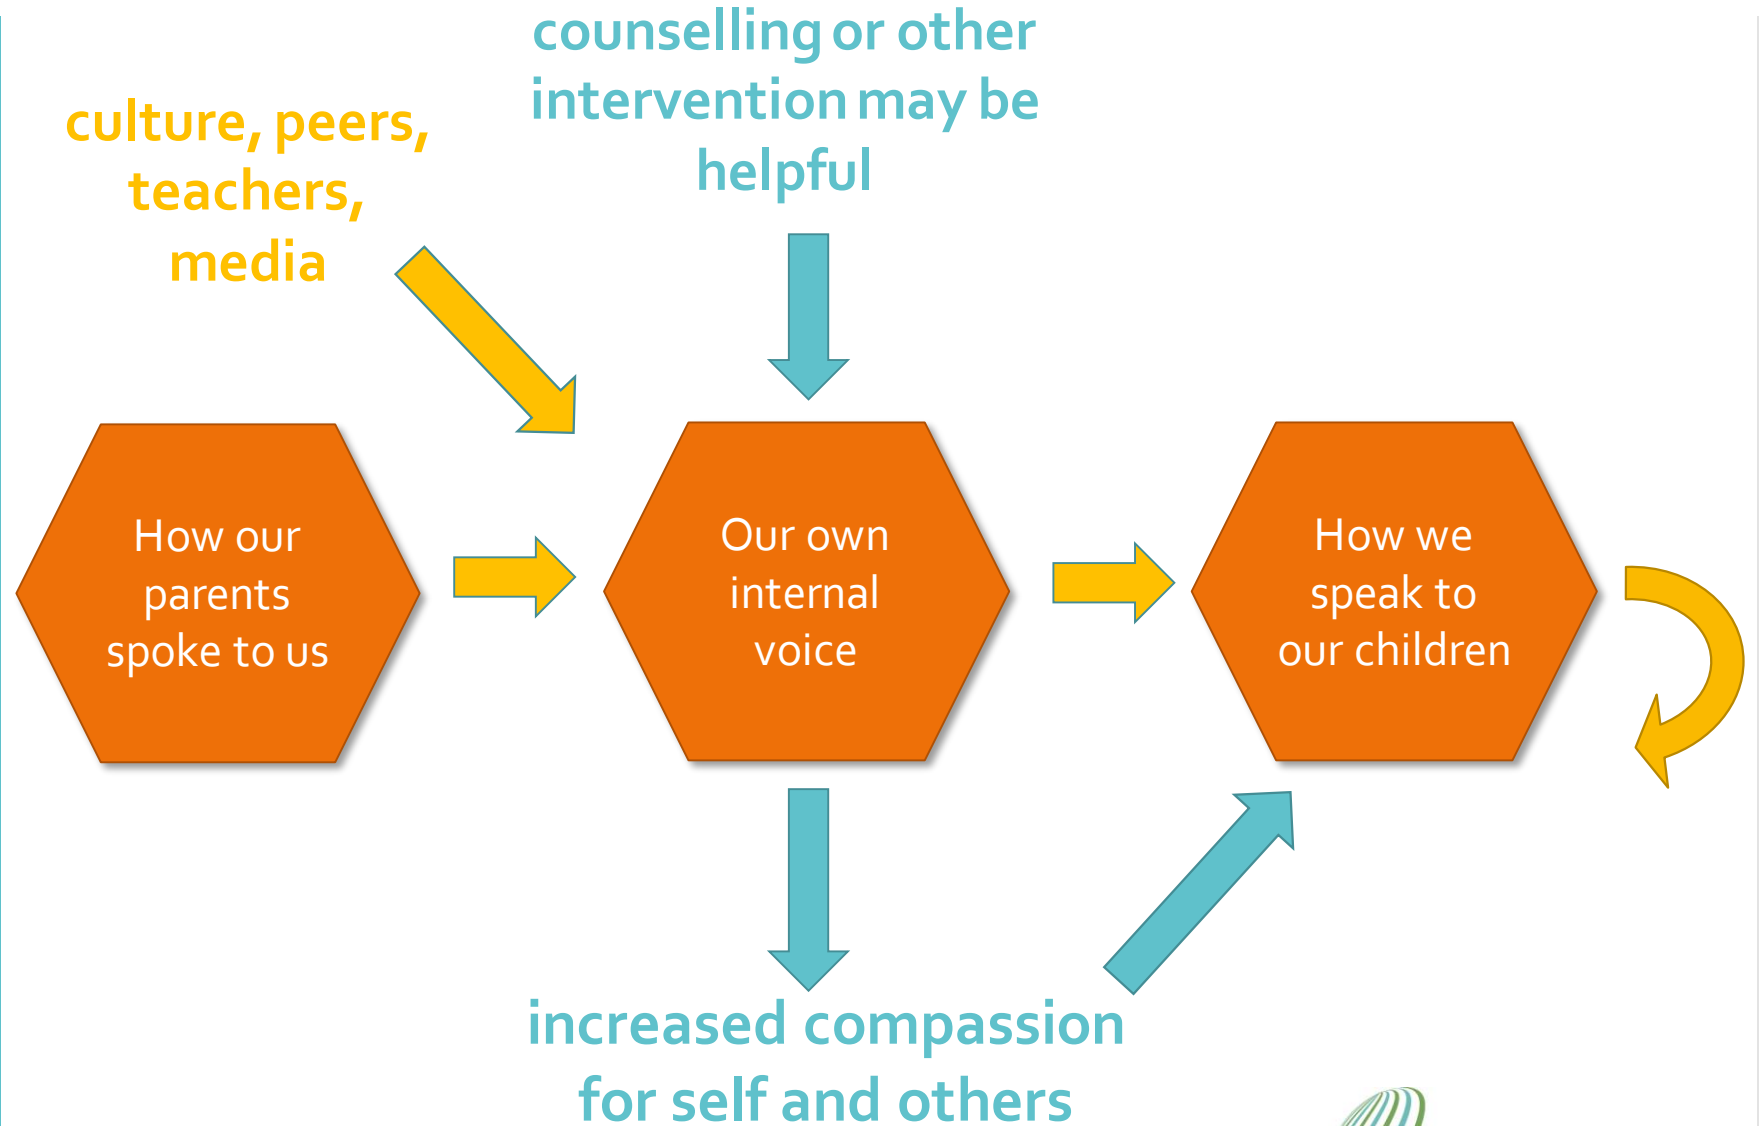 counselling or other
intervention may be
helpful
culture, peers,
teachers,
media
How our
parents
spoke to us
Our own
internal
voice
How we
speak to
our children
increased compassion
for self and others